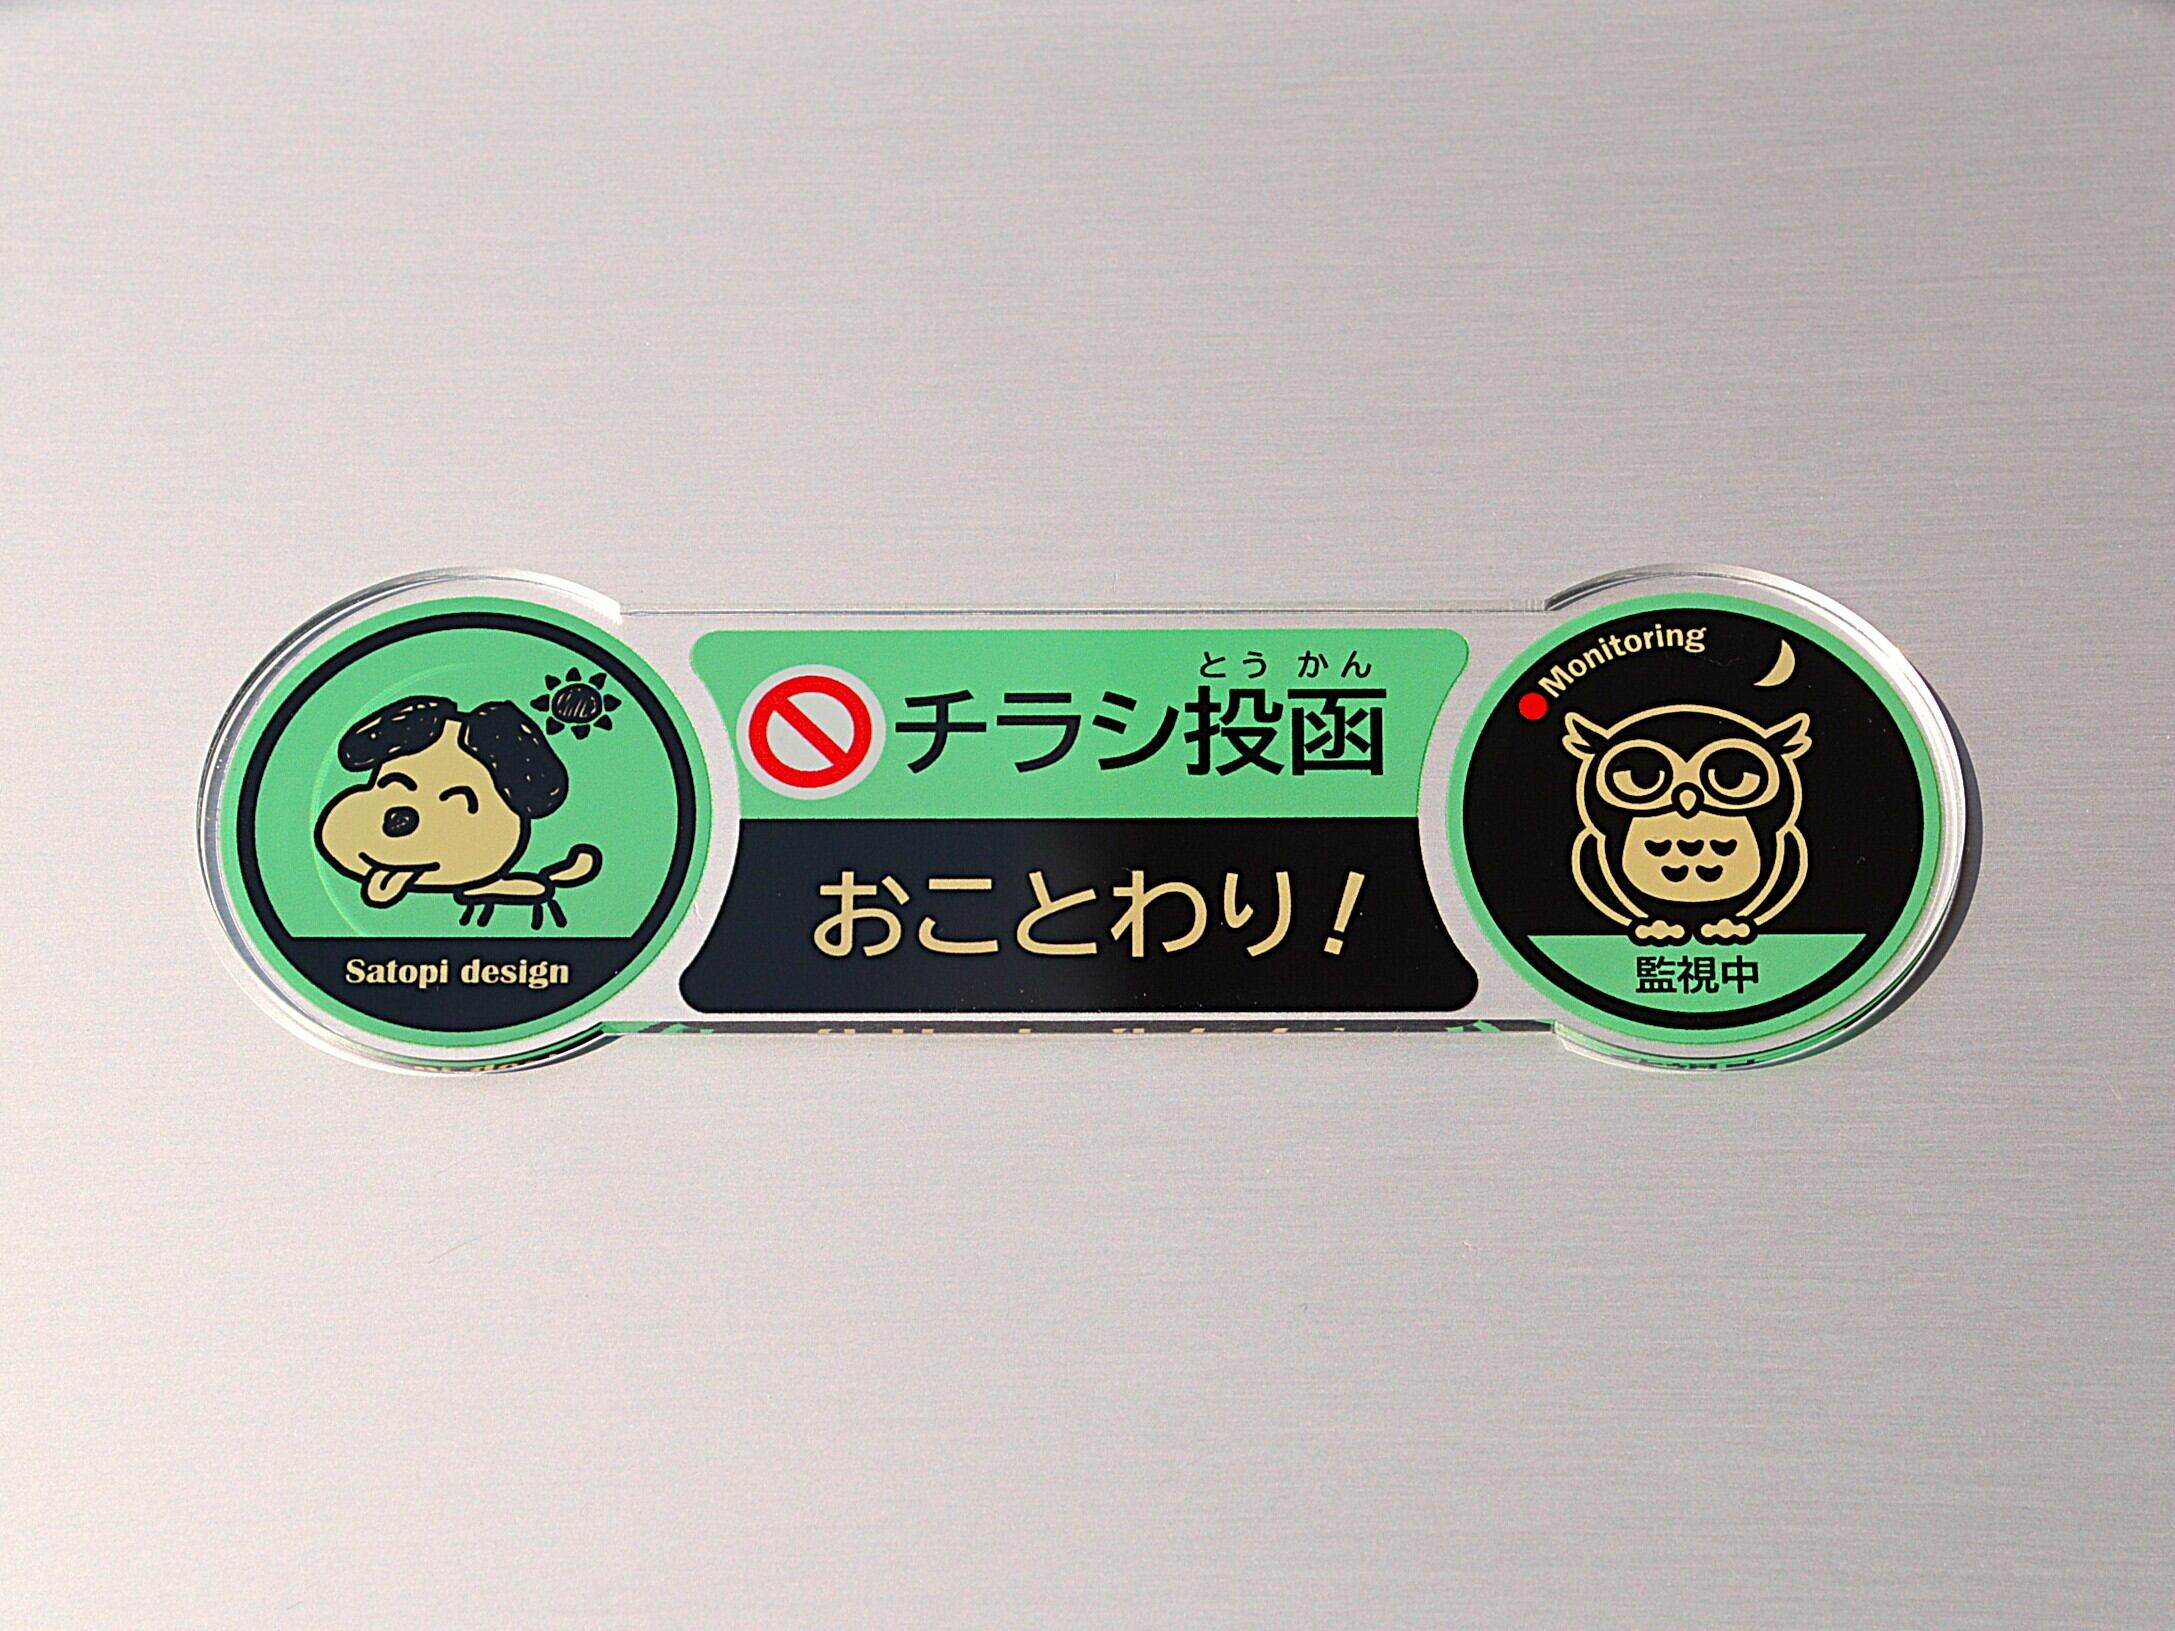 Satopi design
とうかん
チラシ投函
おことわり！
Monitoring
監視中